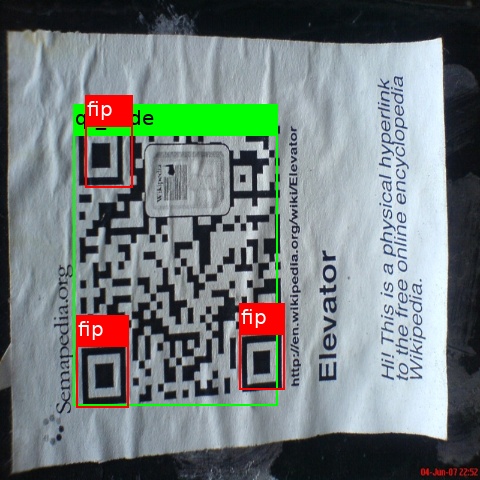 Semapedia.org
Wikipedia
http://en.wikipedia.org/wiki/Elevator
Elevator
Hi! This is a physical hyperlink
to the free online encyclopedia
Wikipedia.
fip
fip
fip
04-Jun-07 22:52